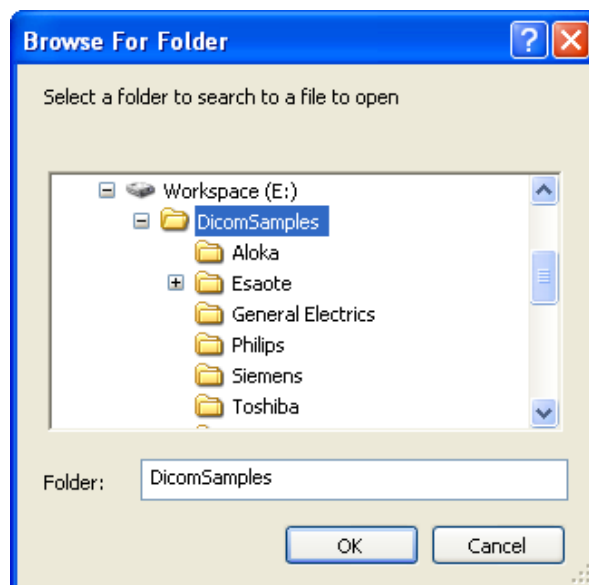 Browse For Folder
Select a folder to search to a file to open
Workspace (E:)
DicomSamples
Aloka
Esaote
General Electrics
Philips
Siemens
Toshiba
Folder: DicomSamples
OK Cancel